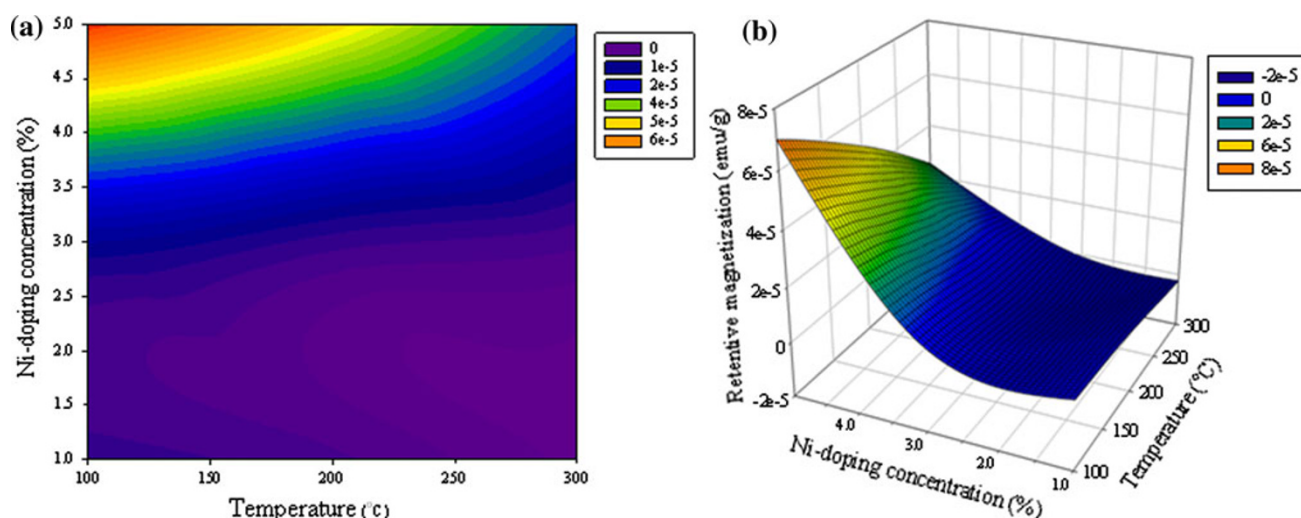 (a)
5.0
4.5
4.0
3.5
3.0
2.5
2.0
1.5
1.0
Ni-doping concentration (%)
100
150
200
250
300
Temperature (℃)
0
1e-5
2e-5
4e-5
5e-5
6e-5
(b)
8e-5
6e-5
4e-5
2e-5
0
-2e-5
Retentive magnetization (emu/g)
4.0
3.0
2.0
1.0
Ni-doping concentration (%)
300
250
200
150
100
Temperature (℃)
-2e-5
0
2e-5
6e-5
8e-5